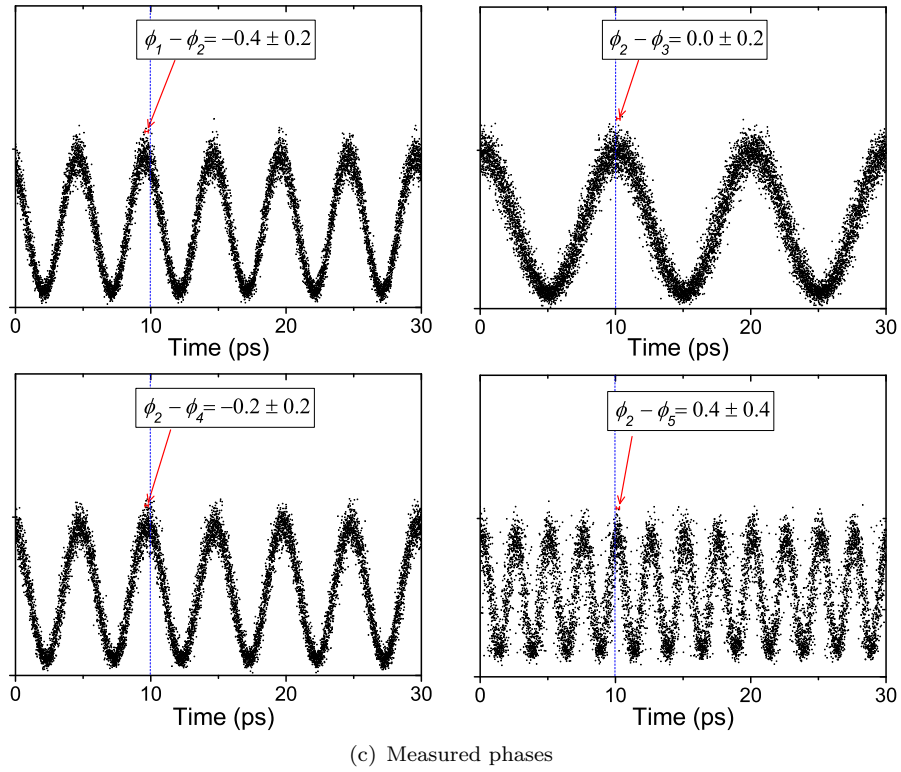 ϕ₁ − ϕ₂= −0.4 ± 0.2
0 10 20 30
Time (ps)
ϕ₂ − ϕ₃= 0.0 ± 0.2
0 10 20 30
Time (ps)
ϕ₂ − ϕ₄= −0.2 ± 0.2
0 10 20 30
Time (ps)
ϕ₂ − ϕ₅= 0.4 ± 0.4
0 10 20 30
Time (ps)
(c) Measured phases